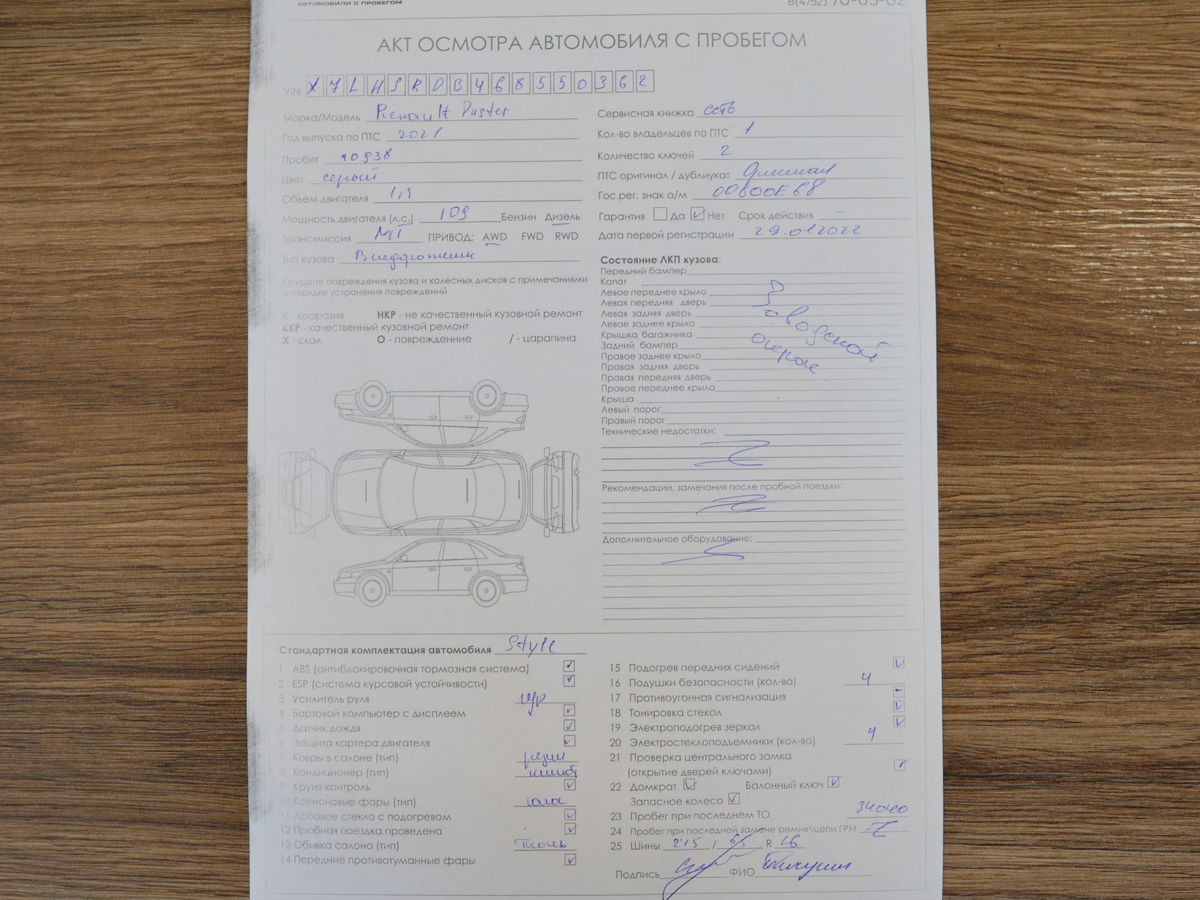 АВТОМОБИЛИ С ПРОБЕГОМ
8(4752) 70-05-02
АКТ ОСМОТРА АВТОМОБИЛЯ С ПРОБЕГОМ
VIN X7LHSRDB468550362
Марка/Модель Renault Duster
Год выпуска по ПТС 2021
Пробег
Цвет серый
Объем двигателя 1,5
Мощность двигателя (л.с.) 109 Бензин Дизель
Трансмиссия МТ ПРИВОД: AWD FWD RWD
Тип кузова Внедорожник
Опишите повреждения кузова и колесных дисков с примечаниями
о порядке устранения повреждений
К - коррозия НКР - не качественный кузовной ремонт
ККР - качественный кузовной ремонт
Х - скол О - повреждение / - царапина
Сервисная книжка есть
Кол-во владельцев по ПТС 1
Количество ключей 2
ПТС оригинал / дубликат Оригинал
Гос.рег. знак а/м О0800Е68
Гарантия Да Нет Срок действия –
Дата первой регистрации 29.01.2022
Состояние ЛКП кузова:
Передний бампер
Капот
Левое переднее крыло
Левая передняя дверь
Левая задняя дверь
Левое заднее крыло
Крышка багажника
Задний бампер
Правое заднее крыло
Правая задняя дверь
Правая передняя дверь
Правое переднее крыло
Крыша
Левый порог
Правый порог
В заводской
окрасе
Технические недостатки:
Рекомендации, замечания после пробной поездки:
Дополнительное оборудование:
Стандартная комплектация автомобиля Style
1 ABS (антиблокировочная тормозная система)
2 ESP (система курсовой устойчивости)
3 Усилитель руля гур
4 Бортовой компьютер с дисплеем
5 Датчик дождя
6 Защита картера двигателя
7 Ковры в салоне (тип) резин
8 Кондиционер (тип) климат
9 Круиз-контроль
10 Ксеноновые фары (тип) гало
11 Лобовое стекло с подогревом
12 Пробная поездка проведена
13 Обивка салона (тип) Ткань
14 Передние противотуманные фары
15 Подогрев передних сидений
16 Подушки безопасности (кол-во) 4
17 Противоугонная сигнализация –
18 Тонировка стекол
19 Электроподогрев зеркал
20 Электростеклоподъемники (кол-во) 4
21 Проверка центрального замка
(открытие дверей ключами)
22 Домкрат Балонный ключ
Запасное колесо
23 Пробег при последнем ТО 34000
24 Пробег при последней замене ремня\цепи ГРМ
25 Шины 215 / 65 R 16
Подпись ФИО